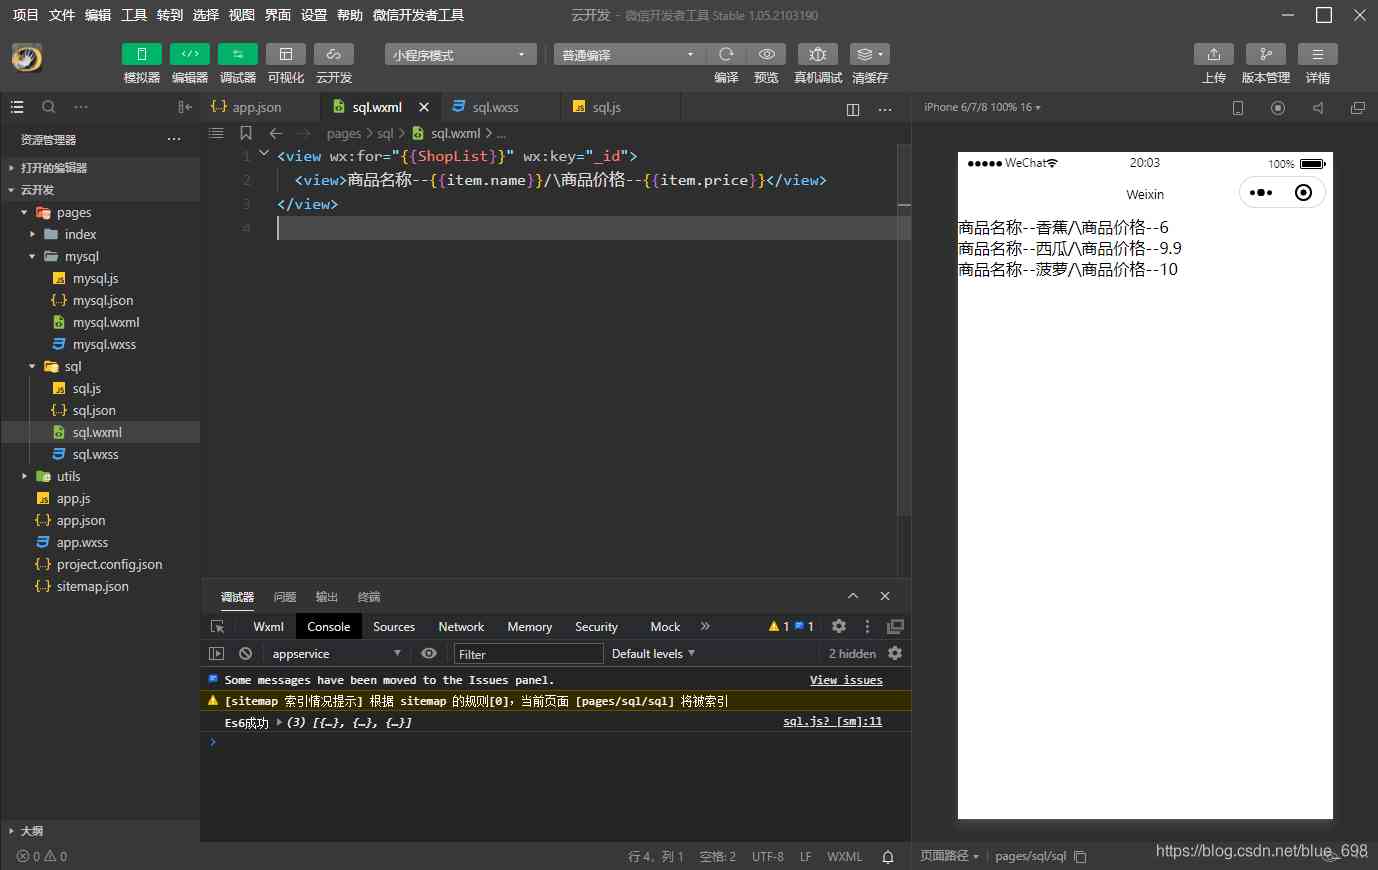 项目 文件 编辑 工具 转到 选择 视图 界面 设置 帮助 微信开发者工具
云开发 - 微信开发者工具 Stable 1.05.2103190
小程序模式
普通编译
模拟器 编辑器 调试器 可视化 云开发
编译 预览 真机调试 清缓存
上传 版本管理 详情
app.json
sql.wxml
sql.wxss
sql.js
iPhone 6/7/8 100% 16
资源管理器
打开的编辑器
云开发
pages
index
mysql
mysql.js
mysql.json
mysql.wxml
mysql.wxss
sql
sql.js
sql.json
sql.wxml
sql.wxss
utils
app.js
app.json
app.wxss
project.config.json
sitemap.json
大纲
0 0
pages > sql > sql.wxml > ...
1 <view wx:for="{{ShopList}}" wx:key="_id">
2 <view>商品名称--{{item.name}}/\商品价格--{{item.price}}</view>
3 </view>
4
调试器 问题 输出 终端
Wxml Console Sources Network Memory Security Mock » 1 1
appservice Filter Default levels 2 hidden
Some messages have been moved to the Issues panel. View issues
[sitemap 索引情况提示] 根据 sitemap 的规则[0]，当前页面 [pages/sql/sql] 将被索引
Es6成功 (3) [{…}, {…}, {…}] sql.js? [sm]:11
行 4，列 1 空格: 2 UTF-8 LF WXML
WeChat 20:03 100%
Weixin
商品名称--香蕉/\商品价格--6
商品名称--西瓜/\商品价格--9.9
商品名称--菠萝/\商品价格--10
页面路径 pages/sql/sql
https://blog.csdn.net/blue_698